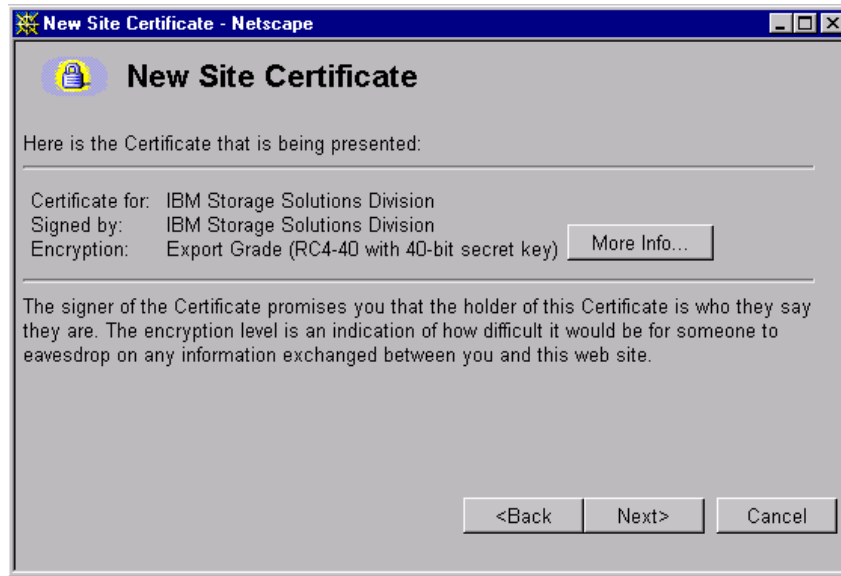 New Site Certificate - Netscape
New Site Certificate
Here is the Certificate that is being presented:
Certificate for: IBM Storage Solutions Division
Signed by: IBM Storage Solutions Division
Encryption: Export Grade (RC4-40 with 40-bit secret key) More Info...
The signer of the Certificate promises you that the holder of this Certificate is who they say
they are. The encryption level is an indication of how difficult it would be for someone to
eavesdrop on any information exchanged between you and this web site.
<Back Next> Cancel